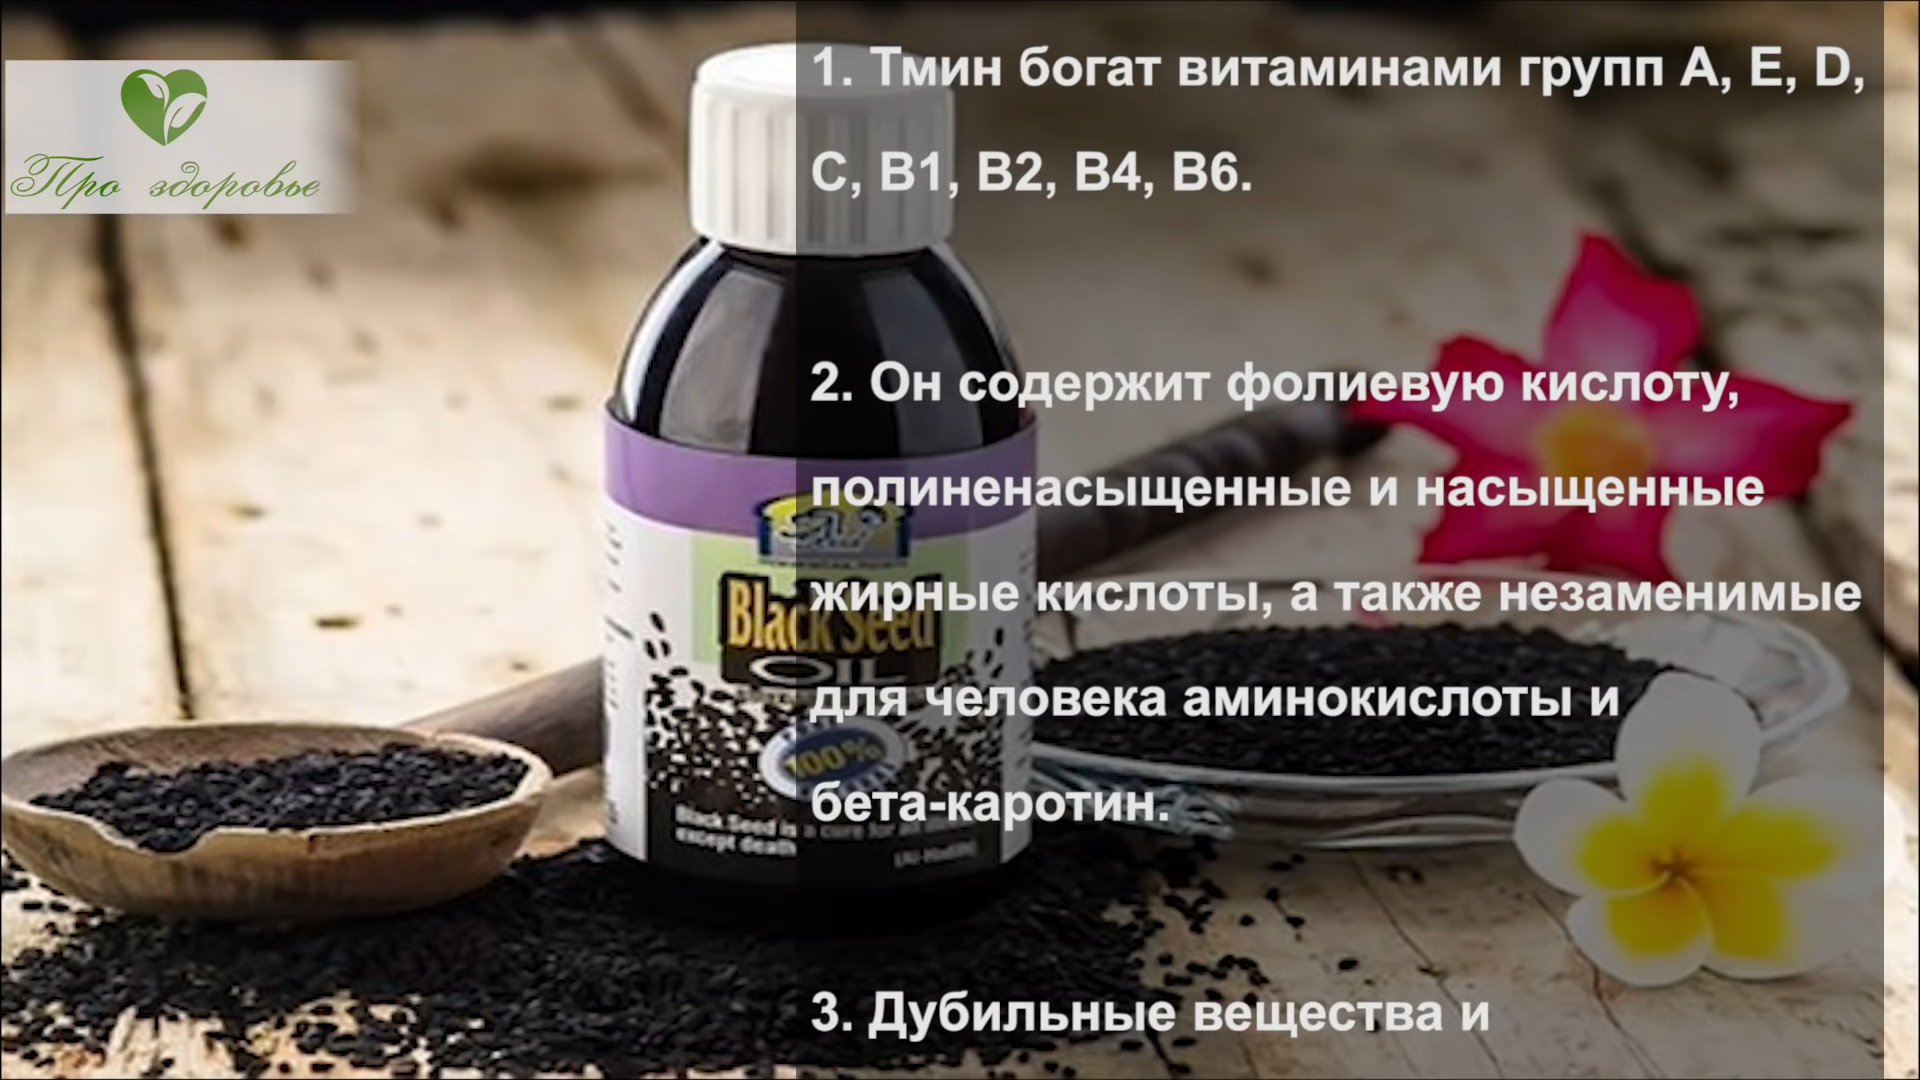 Про здоровье
1. Тмин богат витаминами групп A, E, D,
C, B1, B2, B4, B6.
2. Он содержит фолиевую кислоту,
полиненасыщенные и насыщенные
жирные кислоты, а также незаменимые
для человека аминокислоты и
бета-каротин.
3. Дубильные вещества и
Black Seed
OIL
100%
Black Seed is a cure for
except death